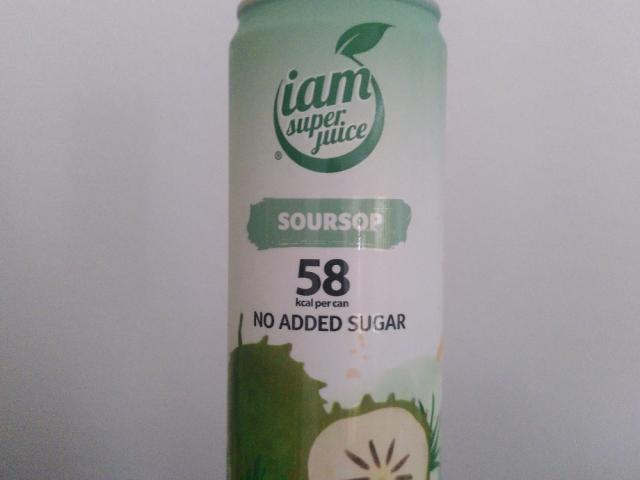 iam
super
juice
®
SOURSOP
58
kcal per can
NO ADDED SUGAR